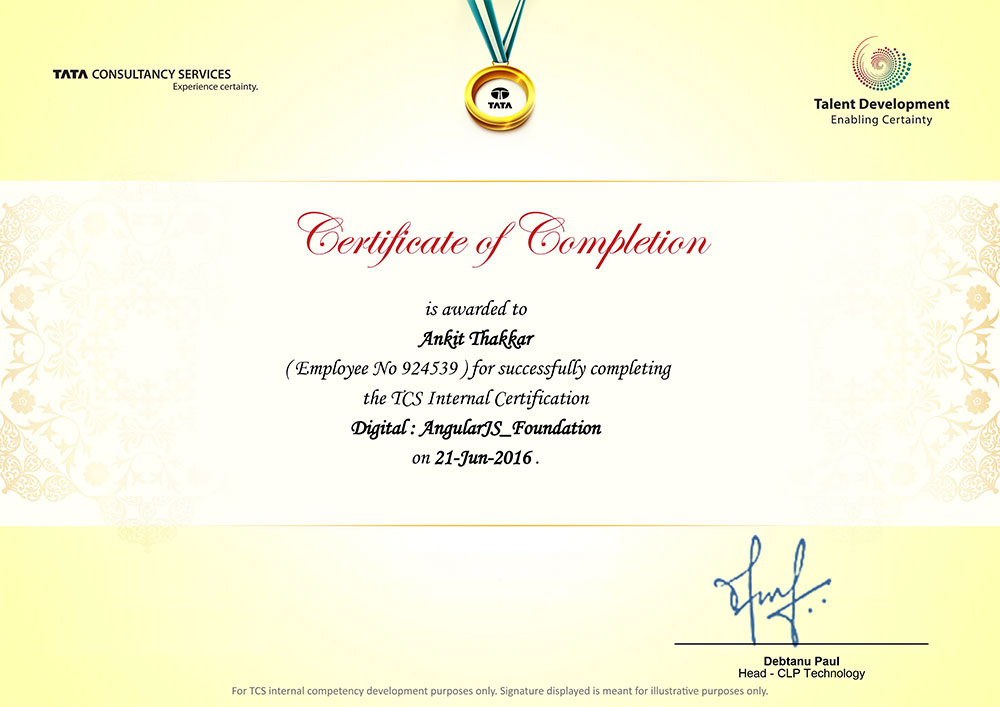 TATA CONSULTANCY SERVICES
Experience certainty.
TATA
Talent Development
Enabling Certainty
Certificate of Completion
is awarded to
Ankit Thakkar
( Employee No 924539 ) for successfully completing
the TCS Internal Certification
Digital : AngularJS_Foundation
on 21-Jun-2016 .
Debtanu Paul
Head - CLP Technology
For TCS internal competency development purposes only. Signature displayed is meant for illustrative purposes only.